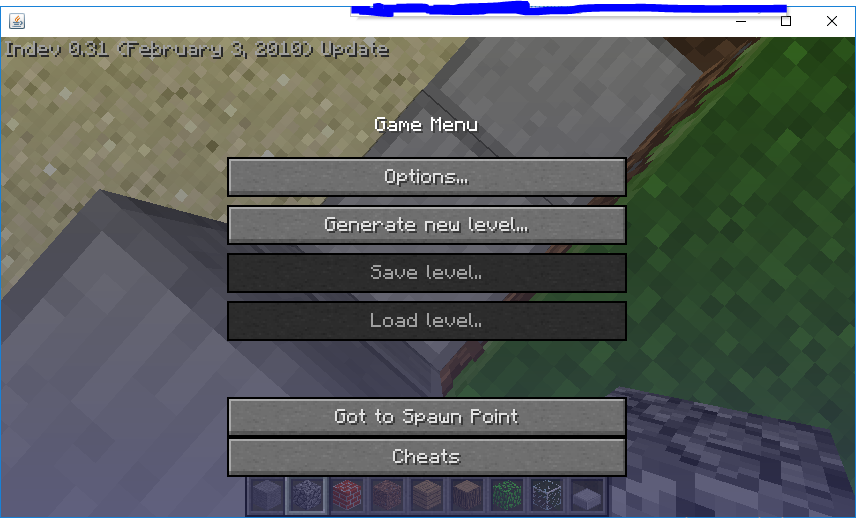 Indev 0.31 (February 3, 2010) Update
Game Menu
Options...
Generate new level...
Save level..
Load level..
Got to Spawn Point
Cheats